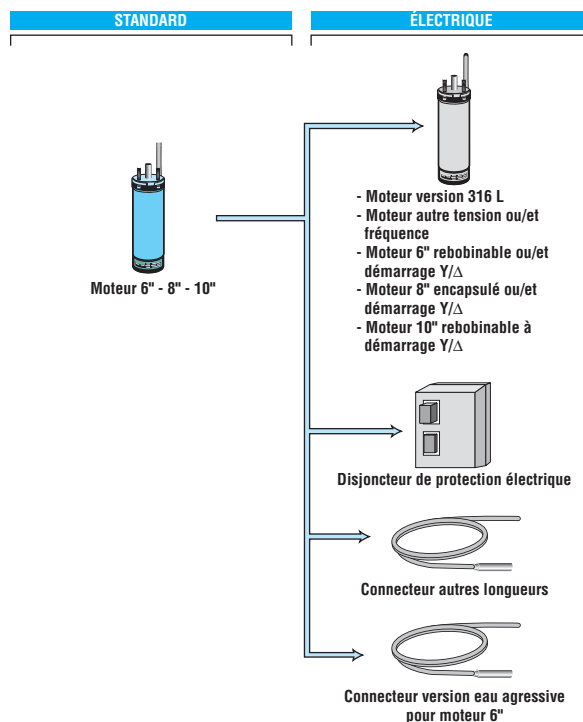 STANDARD
ÉLECTRIQUE
Moteur 6" - 8" - 10"
- Moteur version 316 L
- Moteur autre tension ou/et
fréquence
- Moteur 6" rebobinable ou/et
démarrage Y/∆
- Moteur 8" encapsulé ou/et
démarrage Y/∆
- Moteur 10" rebobinable à
démarrage Y/∆
Disjoncteur de protection électrique
Connecteur autres longueurs
Connecteur version eau agressive
pour moteur 6"